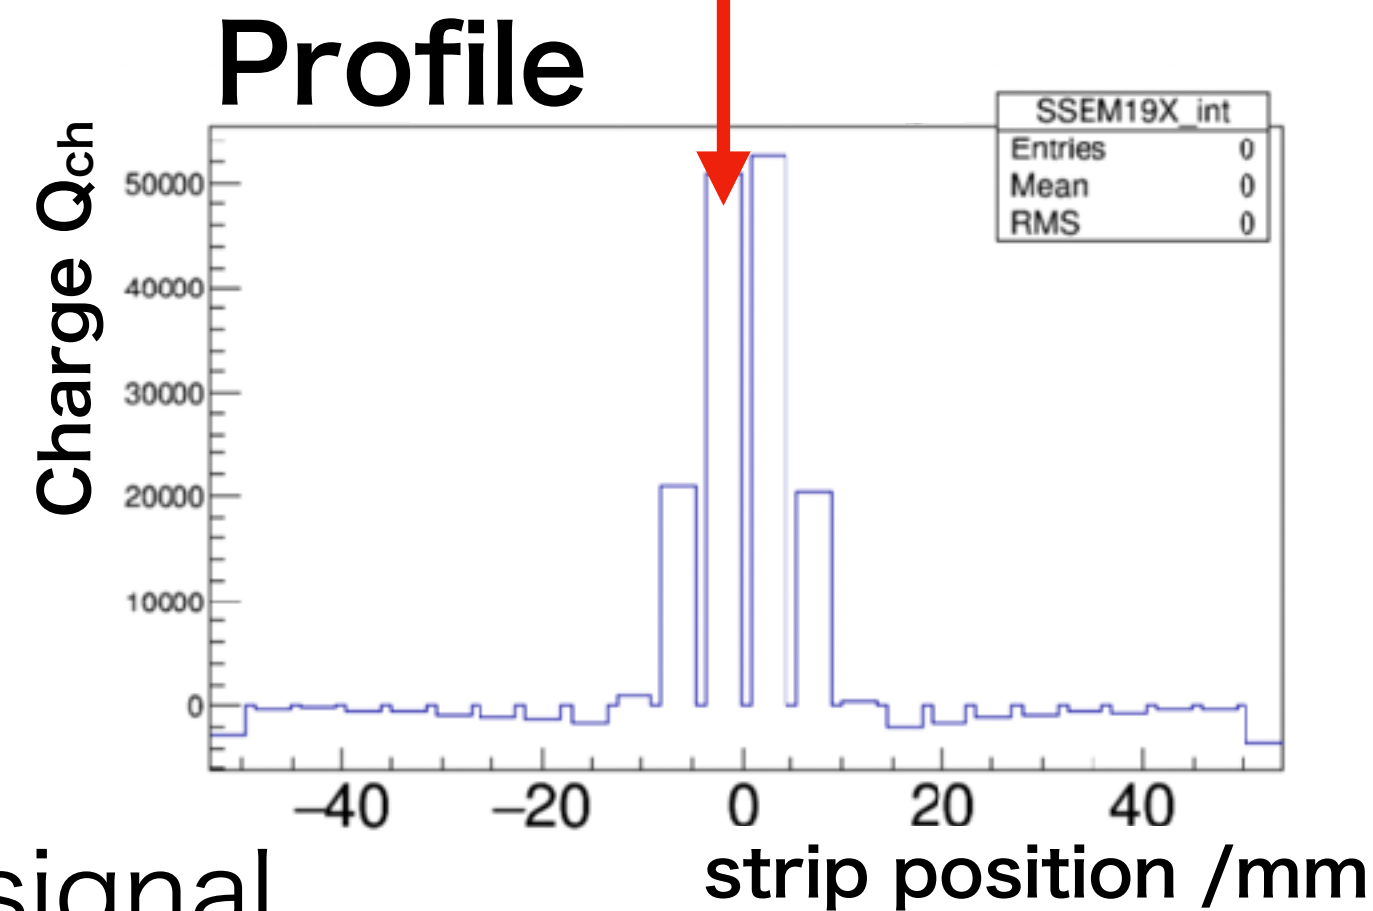 Profile
SSEM19X_int
Entries 0
Mean 0
RMS 0
Charge Qch
50000
40000
30000
20000
10000
0
−40 −20 0 20 40
strip position /mm
signal